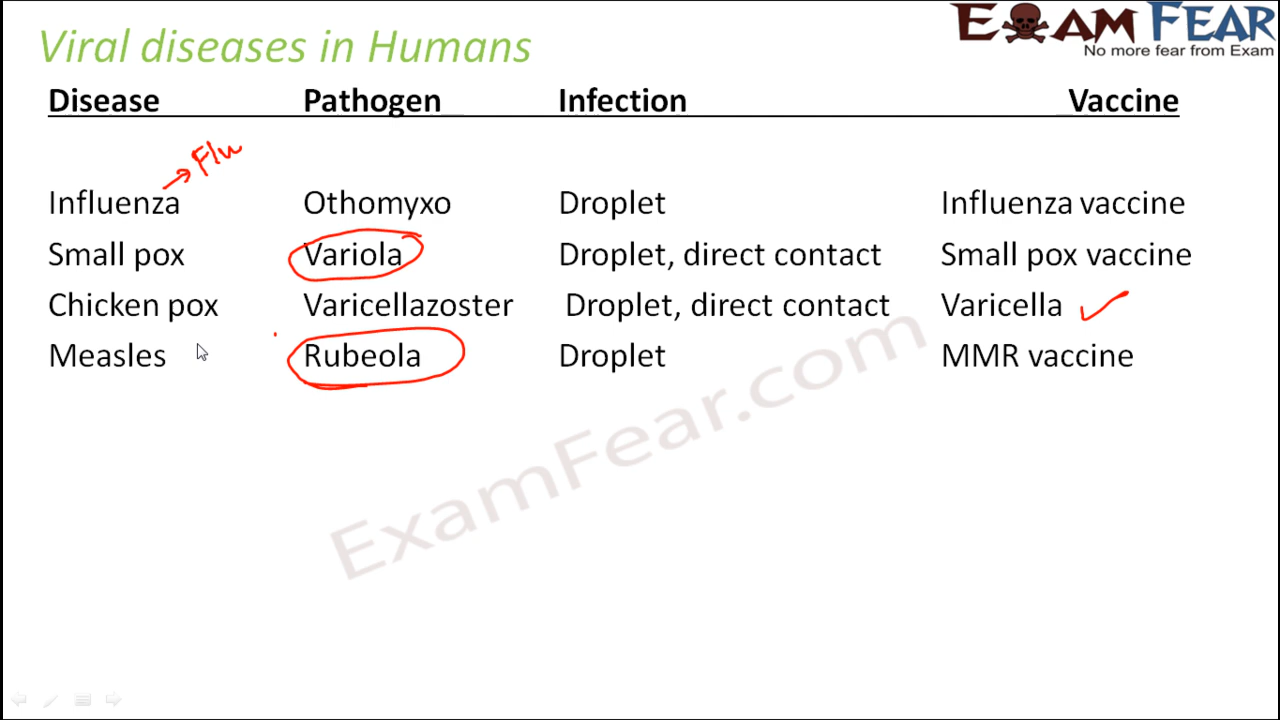 EXAM FEAR
No more fear from Exam
Viral diseases in Humans
Disease Pathogen Infection Vaccine
Flu
Influenza Othomyxo Droplet Influenza vaccine
Small pox Variola Droplet, direct contact Small pox vaccine
Chicken pox Varicellazoster Droplet, direct contact Varicella
Measles Rubeola Droplet MMR vaccine
ExamFear.com